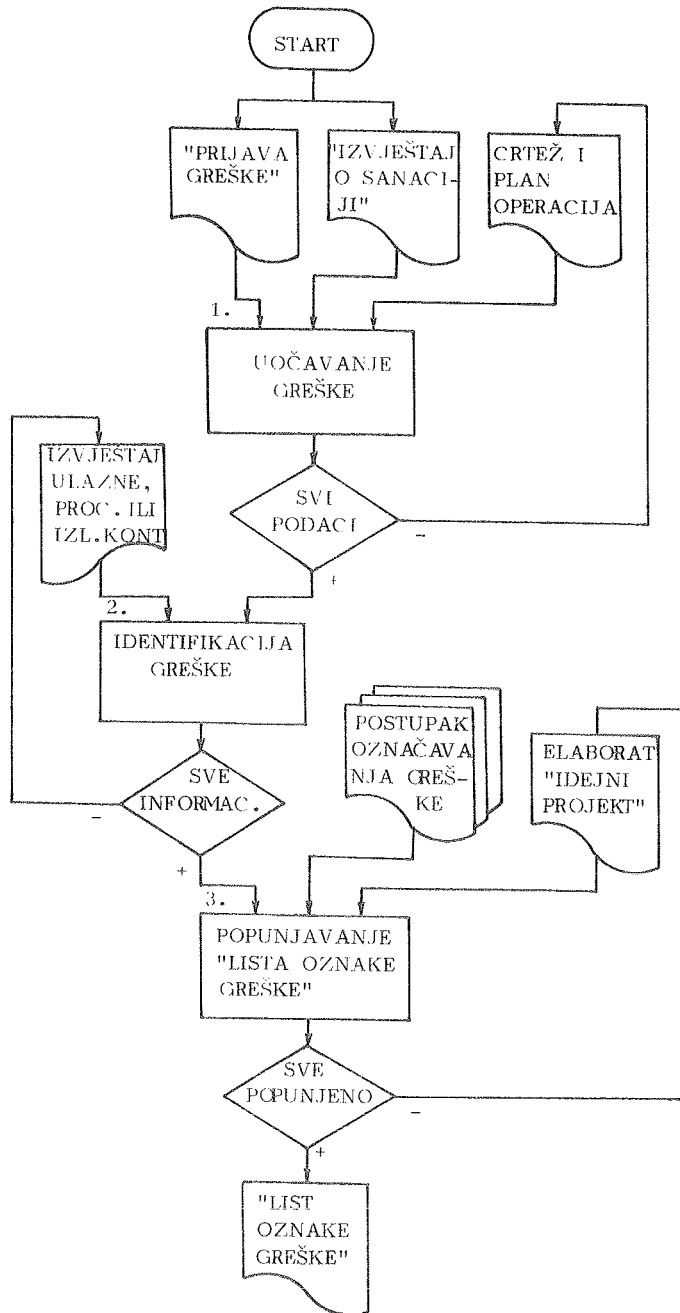 START
"PRIJAVA
GREŠKE"
"IZVJEŠTAJ
O SANACI-
JI"
CRTEŽ I
PLAN
OPERACIJA
1.
UOČAVANJE
GREŠKE
SVI
PODACI
-
+
IZVJEŠTAJ
ULAZNE,
PROC.ILI
IZL.KONT
2.
IDENTIFIKACIJA
GREŠKE
SVE
INFORMAC.
-
+
POSTUPAK
OZNAČAVA
NJA GREŠ-
KE
ELABORAT
"IDEJNI
PROJEKT"
3.
POPUNJAVANJE
"LISTA OZNAKE
GREŠKE"
SVE
POPUNJENO
-
+
"LIST
OZNAKE
GREŠKE"